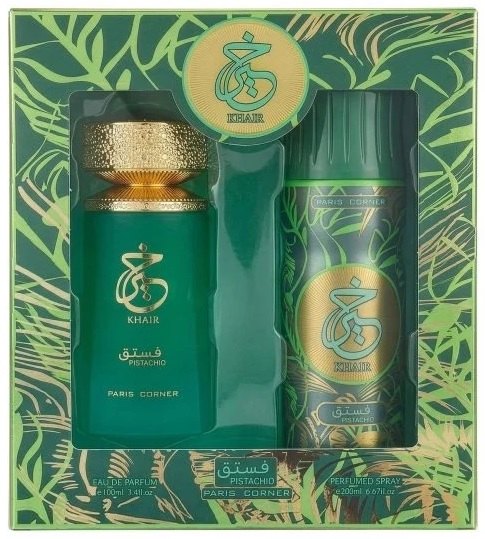 خير
KHAIR
PARIS CORNER
خير
KHAIR
فستق
PISTACHIO
PARIS CORNER
خير
KHAIR
فستق
PISTACHIO
EAU DE PARFUM
e100ml 3.4fl.oz
فستق
PISTACHIO
PARIS CORNER
PERFUMED SPRAY
e200ml 6.67fl.oz